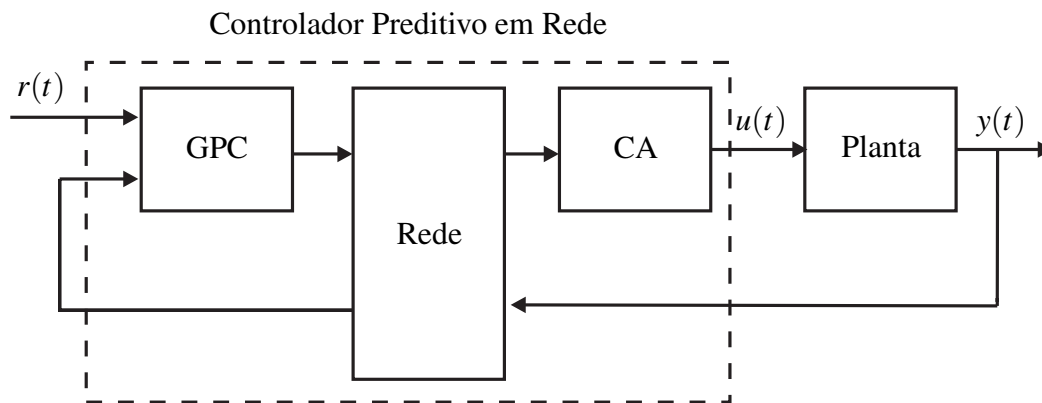 Controlador Preditivo em Rede
r(t)
GPC
Rede
CA
u(t)
Planta
y(t)